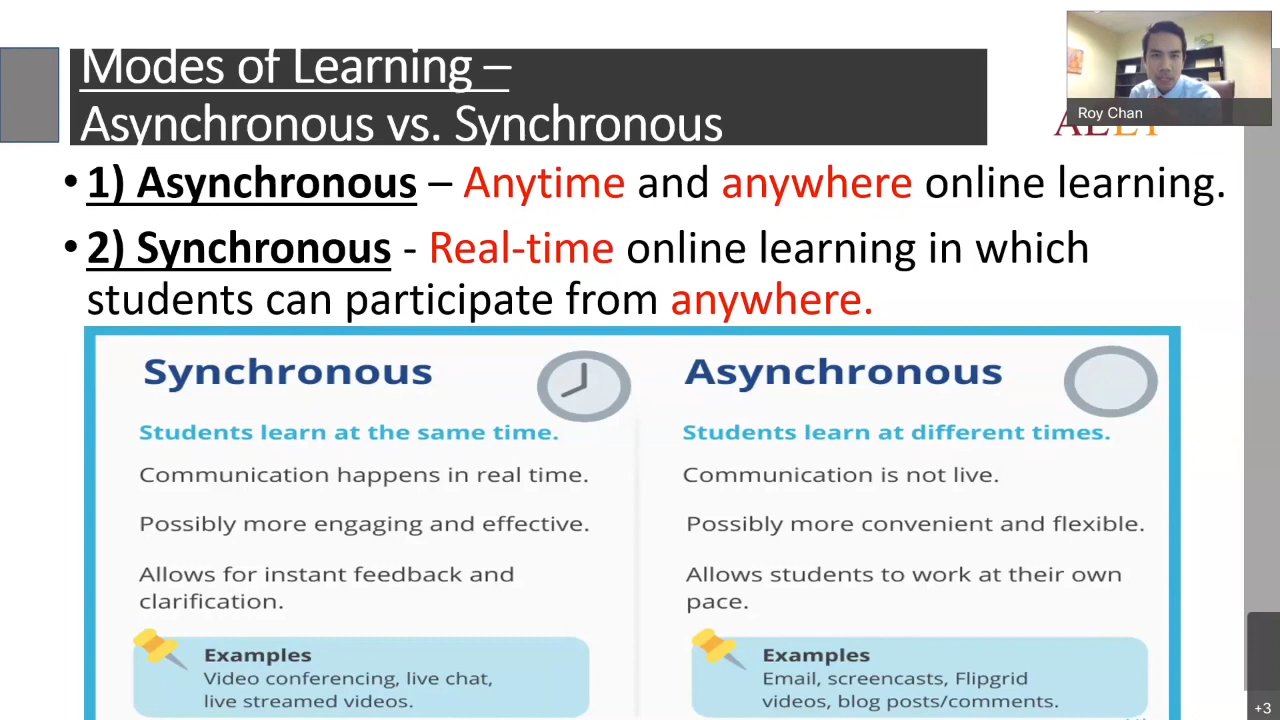 Modes of Learning –
Asynchronous vs. Synchronous
Roy Chan
• 1) Asynchronous – Anytime and anywhere online learning.
• 2) Synchronous - Real-time online learning in which
students can participate from anywhere.
Synchronous
Students learn at the same time.
Communication happens in real time.
Possibly more engaging and effective.
Allows for instant feedback and
clarification.
Examples
Video conferencing, live chat,
live streamed videos.
Asynchronous
Students learn at different times.
Communication is not live.
Possibly more convenient and flexible.
Allows students to work at their own
pace.
Examples
Email, screencasts, Flipgrid
videos, blog posts/comments.
+3